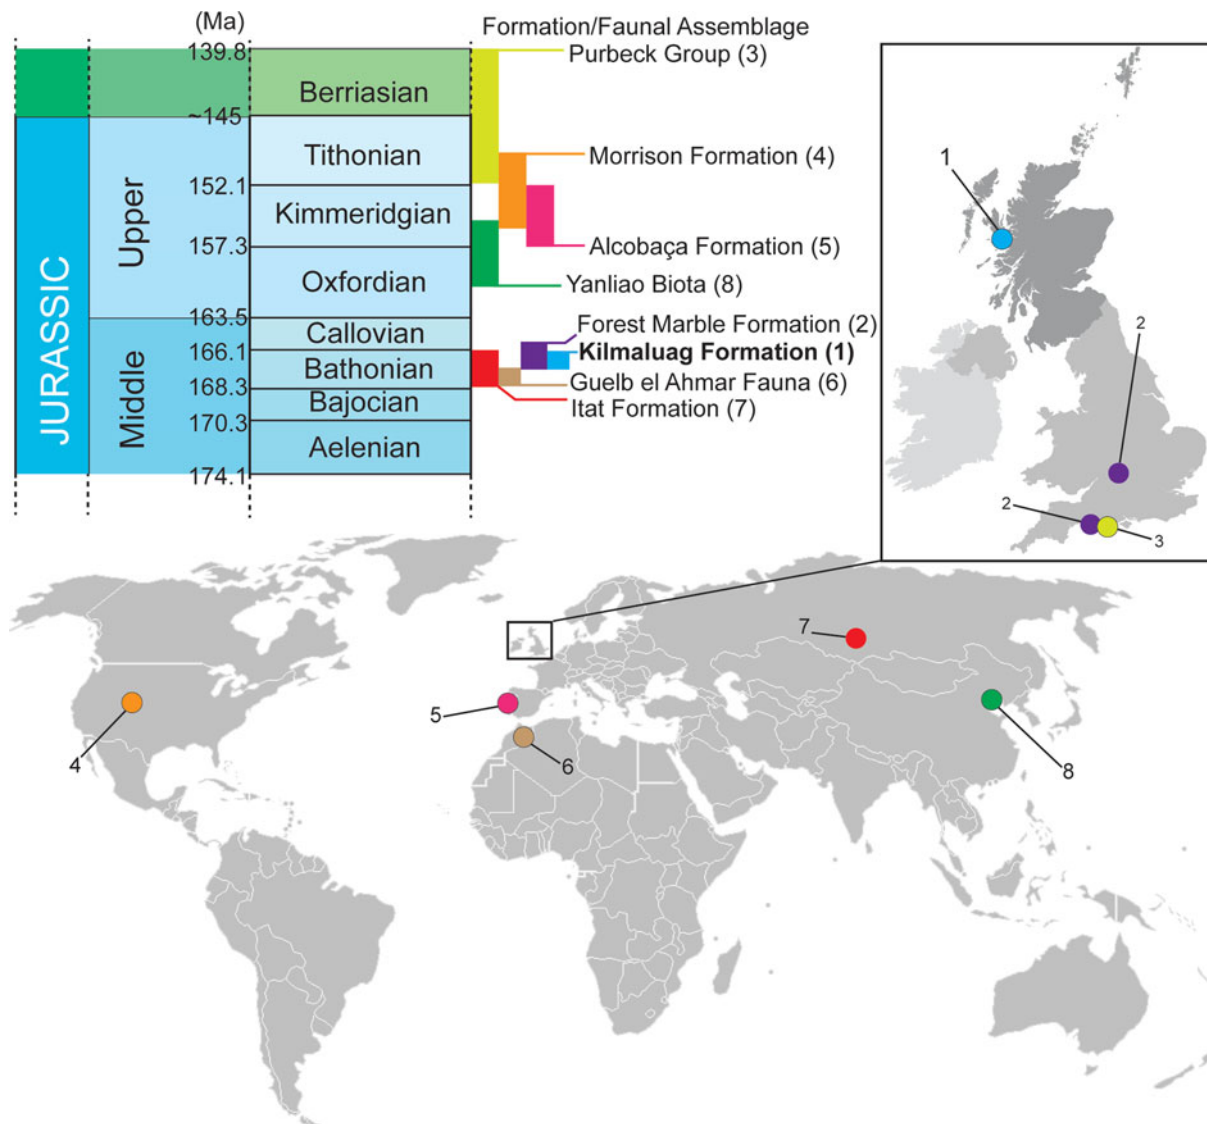 (Ma)
Formation/Faunal Assemblage
139.8
Purbeck Group (3)
Berriasian
~145
Tithonian
Morrison Formation (4)
152.1
Kimmeridgian
157.3
Alcobaça Formation (5)
Oxfordian
Yanliao Biota (8)
163.5
Callovian
Forest Marble Formation (2)
166.1
Kilmaluag Formation (1)
Bathonian
168.3
Guelb el Ahmar Fauna (6)
Bajocian
Itat Formation (7)
170.3
Aelenian
174.1
JURASSIC
Upper
Middle
1
2
2
3
4
5
6
7
8